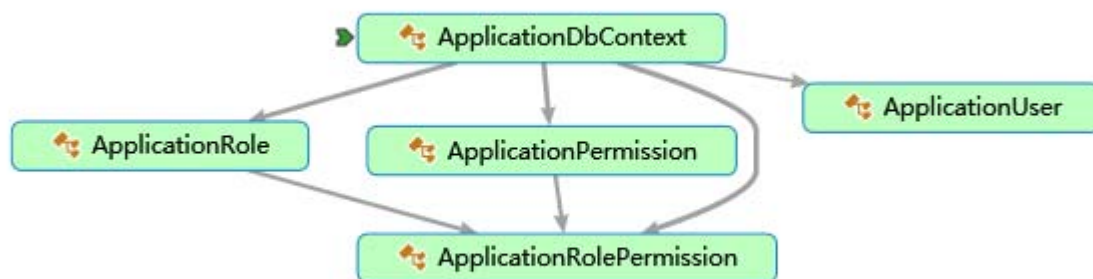 ApplicationDbContext
ApplicationUser
ApplicationRole
ApplicationPermission
ApplicationRolePermission